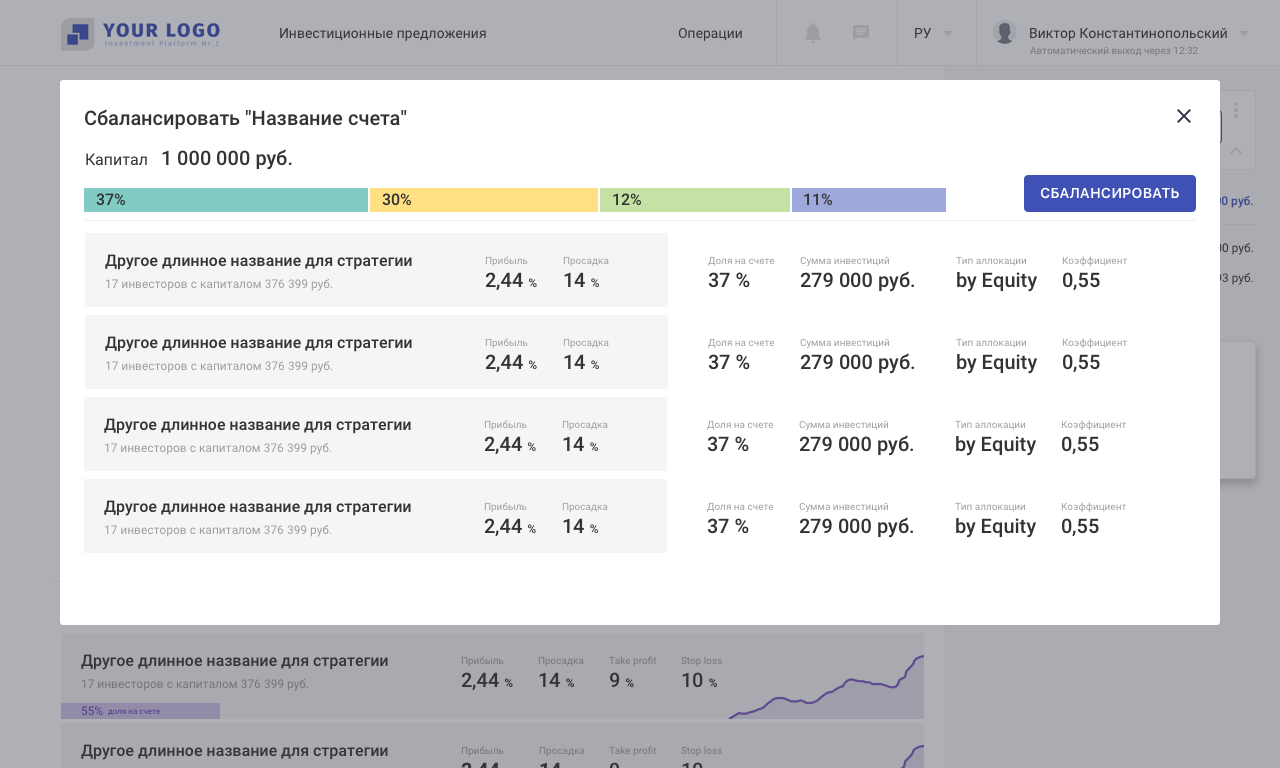 YOUR LOGO
Investment Platform Nr.1
Инвестиционные предложения
Операции
РУ
Виктор Константинопольский
Автоматический выход через 12:32
Сбалансировать "Название счета"
Капитал 1 000 000 руб.
37% 30% 12% 11%
СБАЛАНСИРОВАТЬ
0 руб.
00 руб.
93 руб.
Другое длинное название для стратегии
17 инвесторов с капиталом 376 399 руб.
Прибыль Просадка Доля на счете Сумма инвестиций Тип аллокации Коэффициент
2,44 % 14 % 37 % 279 000 руб. by Equity 0,55
Другое длинное название для стратегии
17 инвесторов с капиталом 376 399 руб.
Прибыль Просадка Доля на счете Сумма инвестиций Тип аллокации Коэффициент
2,44 % 14 % 37 % 279 000 руб. by Equity 0,55
Другое длинное название для стратегии
17 инвесторов с капиталом 376 399 руб.
Прибыль Просадка Доля на счете Сумма инвестиций Тип аллокации Коэффициент
2,44 % 14 % 37 % 279 000 руб. by Equity 0,55
Другое длинное название для стратегии
17 инвесторов с капиталом 376 399 руб.
Прибыль Просадка Доля на счете Сумма инвестиций Тип аллокации Коэффициент
2,44 % 14 % 37 % 279 000 руб. by Equity 0,55
Другое длинное название для стратегии
17 инвесторов с капиталом 376 399 руб.
Прибыль Просадка Take profit Stop loss
2,44 % 14 % 9 % 10 %
55% доля на счете
Другое длинное название для стратегии
Прибыль Просадка Take profit Stop loss